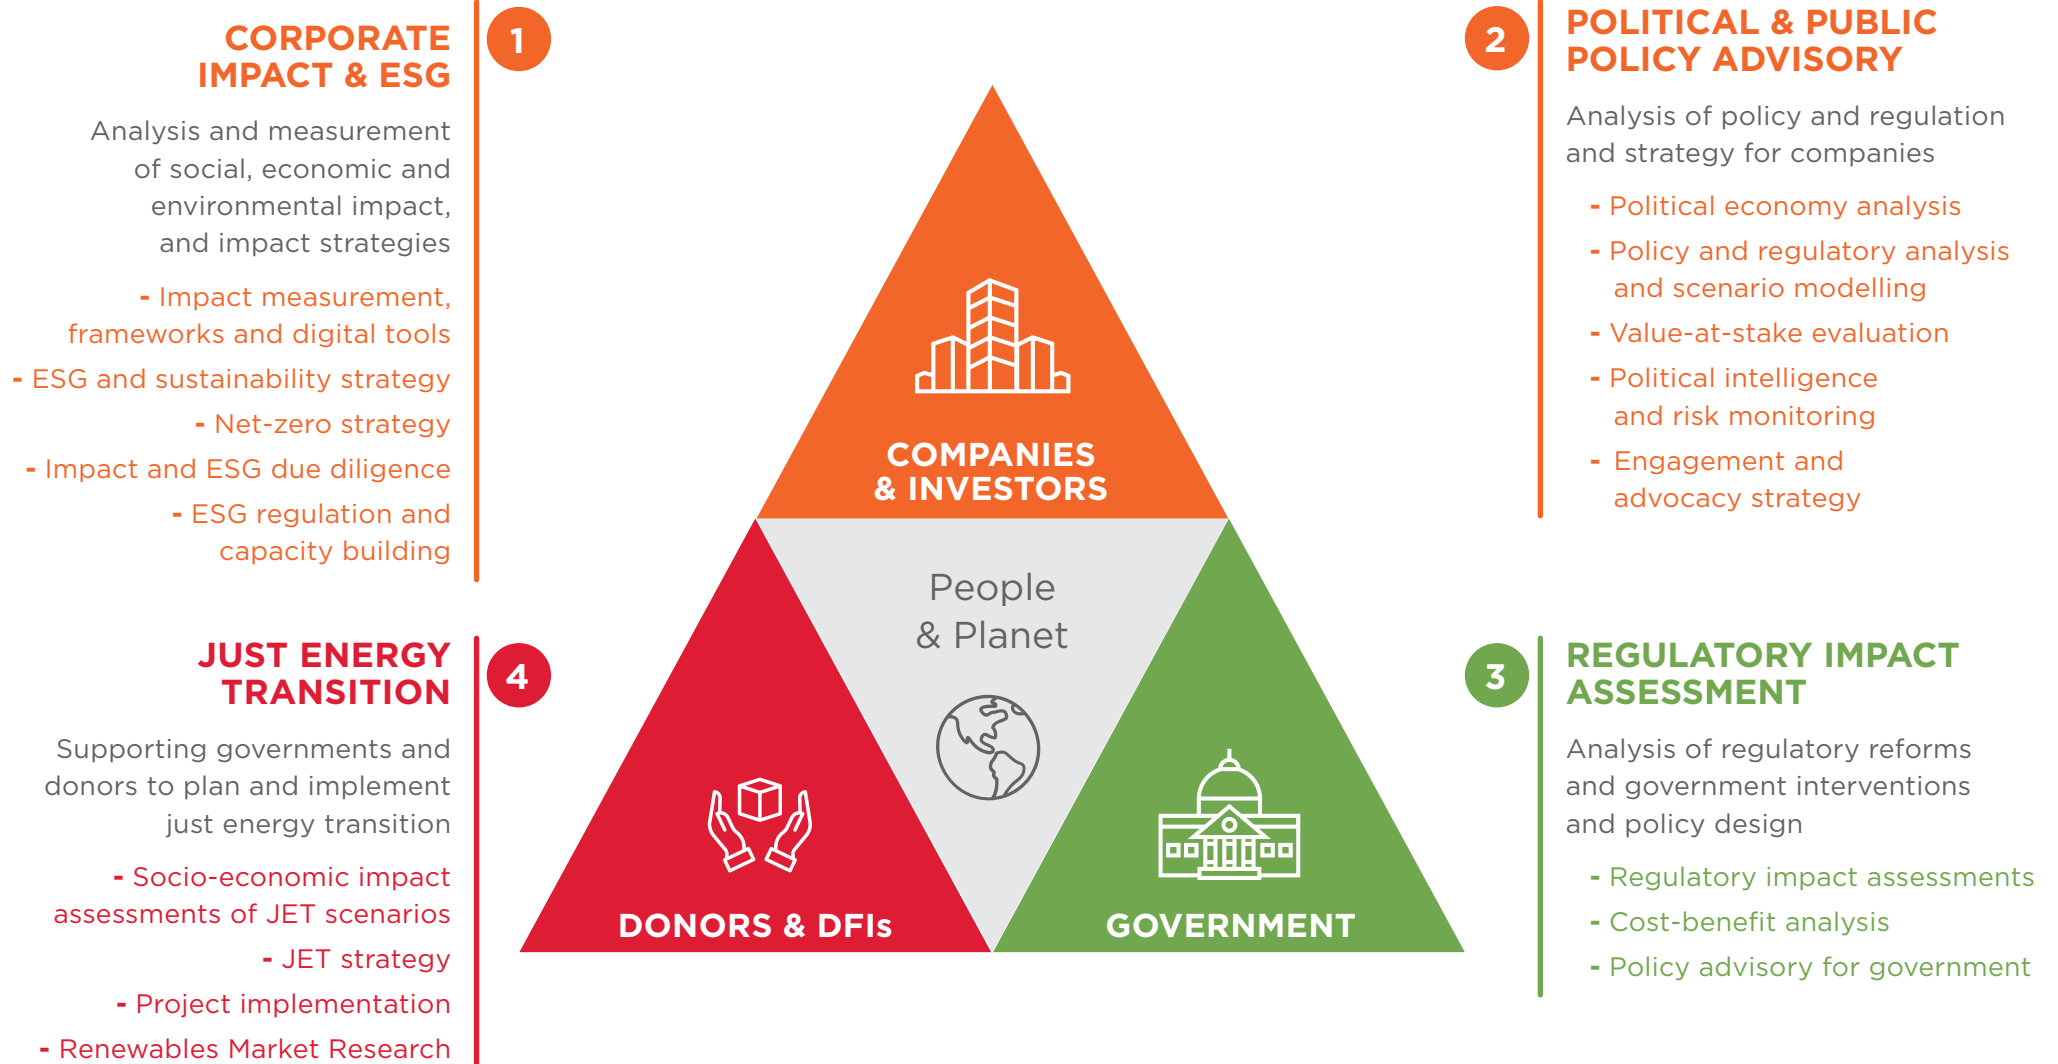 CORPORATE
IMPACT & ESG
1
Analysis and measurement
of social, economic and
environmental impact,
and impact strategies
- Impact measurement,
frameworks and digital tools
- ESG and sustainability strategy
- Net-zero strategy
- Impact and ESG due diligence
- ESG regulation and
capacity building
2
POLITICAL & PUBLIC
POLICY ADVISORY
Analysis of policy and regulation
and strategy for companies
- Political economy analysis
- Policy and regulatory analysis
and scenario modelling
- Value-at-stake evaluation
- Political intelligence
and risk monitoring
- Engagement and
advocacy strategy
COMPANIES
& INVESTORS
People
& Planet
DONORS & DFIs
GOVERNMENT
JUST ENERGY
TRANSITION
4
Supporting governments and
donors to plan and implement
just energy transition
- Socio-economic impact
assessments of JET scenarios
- JET strategy
- Project implementation
- Renewables Market Research
3
REGULATORY IMPACT
ASSESSMENT
Analysis of regulatory reforms
and government interventions
and policy design
- Regulatory impact assessments
- Cost-benefit analysis
- Policy advisory for government